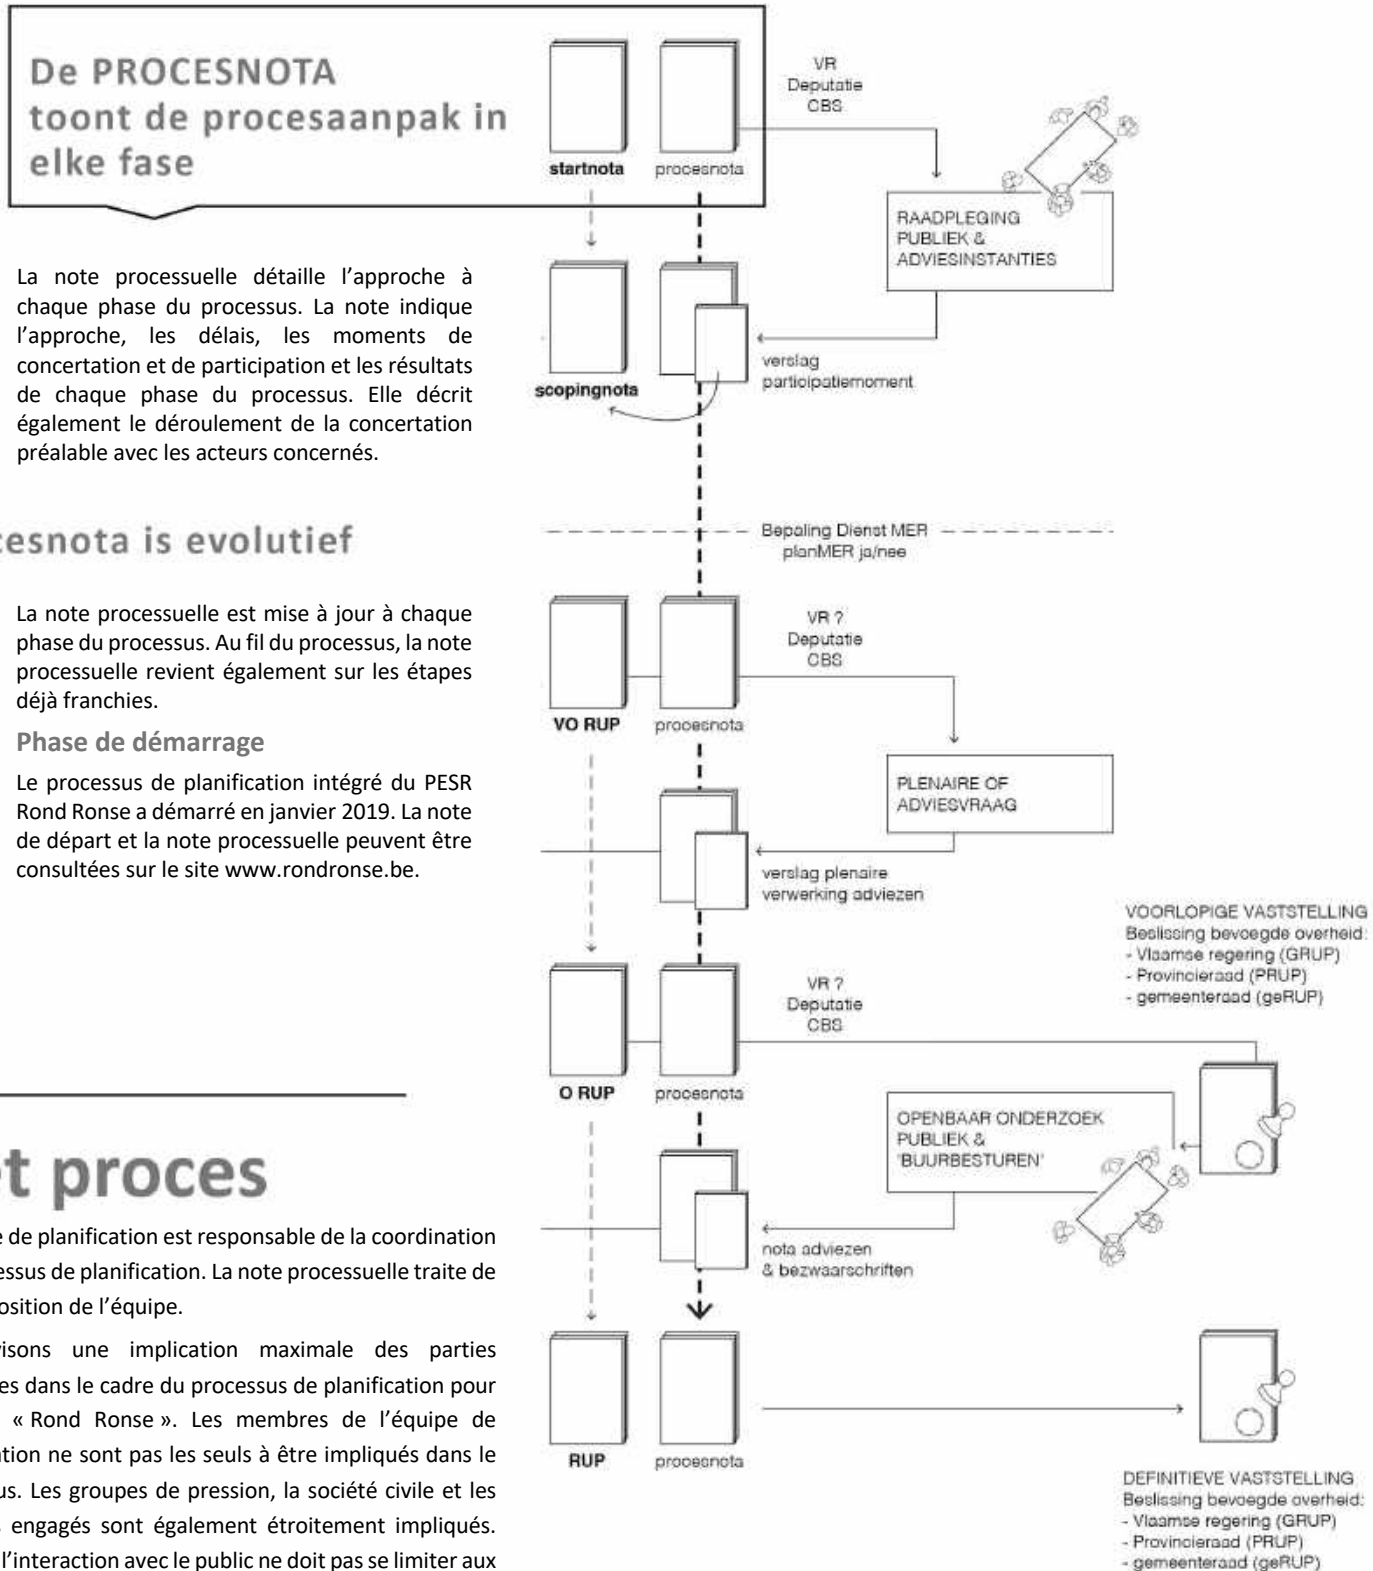 De PROCESNOTA
toont de procesaanpak in
elke fase
La note processuelle détaille l’approche à
chaque phase du processus. La note indique
l’approche, les délais, les moments de
concertation et de participation et les résultats
de chaque phase du processus. Elle décrit
également le déroulement de la concertation
préalable avec les acteurs concernés.
cesnota is evolutief
La note processuelle est mise à jour à chaque
phase du processus. Au fil du processus, la note
processuelle revient également sur les étapes
déjà franchies.
Phase de démarrage
Le processus de planification intégré du PESR
Rond Ronse a démarré en janvier 2019. La note
de départ et la note processuelle peuvent être
consultées sur le site www.rondronse.be.
et proces
e de planification est responsable de la coordination
essus de planification. La note processuelle traite de
osition de l’équipe.
visons une implication maximale des parties
es dans le cadre du processus de planification pour
« Rond Ronse ». Les membres de l’équipe de
ation ne sont pas les seuls à être impliqués dans le
us. Les groupes de pression, la société civile et les
s engagés sont également étroitement impliqués.
l’interaction avec le public ne doit pas se limiter aux
startnota
procesnota
VR
Deputatie
CBS
RAADPLEGING
PUBLIEK &
ADVIESINSTANTIES
scopingnota
verslag
participatiemoment
Bepaling Dienst MER
planMER ja/nee
VO RUP
procesnota
VR ?
Deputatie
CBS
PLENAIRE OF
ADVIESVRAAG
verslag plenaire
verwerking adviezen
VOORLOPIGE VASTSTELLING
Beslissing bevoegde overheid:
- Vlaamse regering (GRUP)
- Provincieraad (PRUP)
- gemeenteraad (geRUP)
O RUP
procesnota
VR ?
Deputatie
CBS
OPENBAAR ONDERZOEK
PUBLIEK &
'BUURBESTUREN'
nota adviezen
& bezwaarschriften
RUP
procesnota
DEFINITIEVE VASTSTELLING
Beslissing bevoegde overheid:
- Vlaamse regering (GRUP)
- Provincieraad (PRUP)
- gemeenteraad (geRUP)